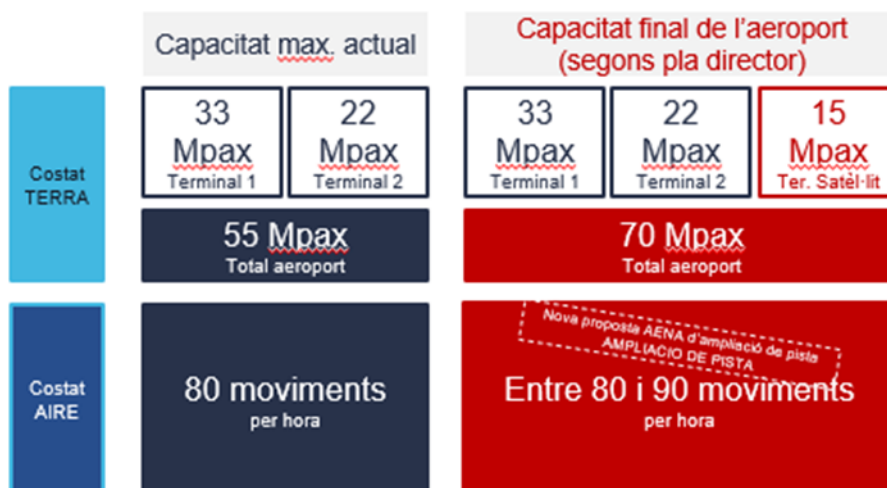 Capacitat max. actual
Capacitat final de l'aeroport
(segons pla director)
Costat
TERRA
33
Mpax
Terminal 1
22
Mpax
Terminal 2
33
Mpax
Terminal 1
22
Mpax
Terminal 2
15
Mpax
Ter. Satèl·lit
55 Mpax
Total aeroport
70 Mpax
Total aeroport
Costat
AIRE
80 moviments
per hora
Nova proposta AENA d'ampliació de pista
AMPLIACIO DE PISTA
Entre 80 i 90 moviments
per hora